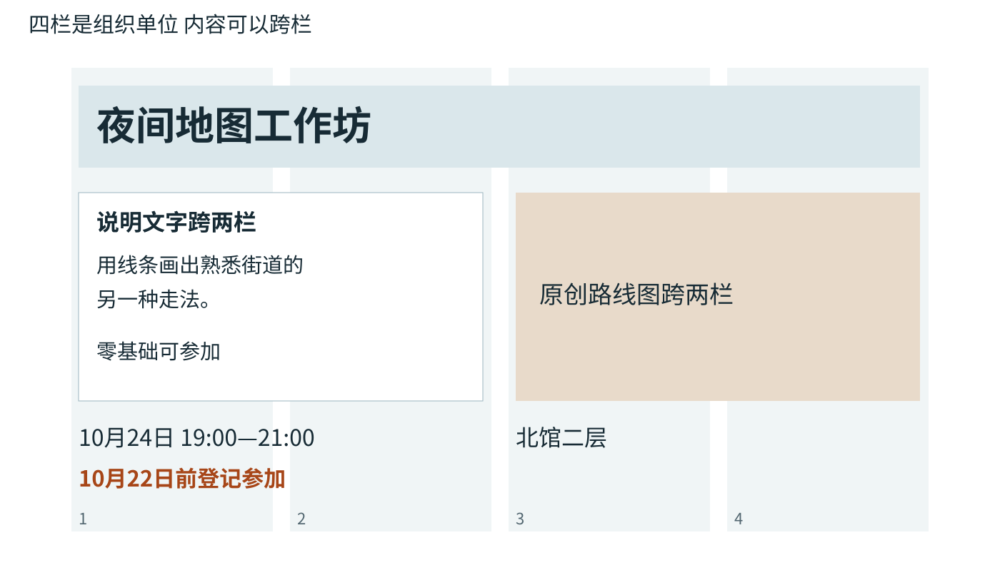 四栏是组织单位 内容可以跨栏
夜间地图工作坊
说明文字跨两栏
用线条画出熟悉街道的
另一种走法。
零基础可参加
原创路线图跨两栏
10月24日 19:00—21:00
北馆二层
10月22日前登记参加
1
2
3
4